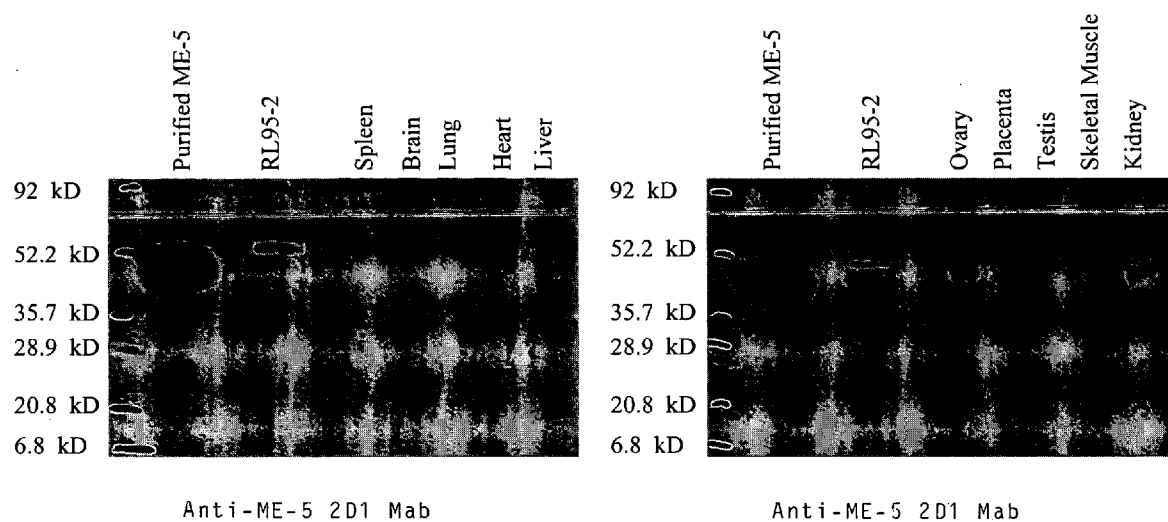 Purified ME-5
RL95-2
Spleen
Brain
Lung
Heart
Liver
92 kD
52.2 kD
35.7 kD
28.9 kD
20.8 kD
6.8 kD
Anti-ME-5 2D1 Mab
Purified ME-5
RL95-2
Ovary
Placenta
Testis
Skeletal Muscle
Kidney
92 kD
52.2 kD
35.7 kD
28.9 kD
20.8 kD
6.8 kD
Anti-ME-5 2D1 Mab